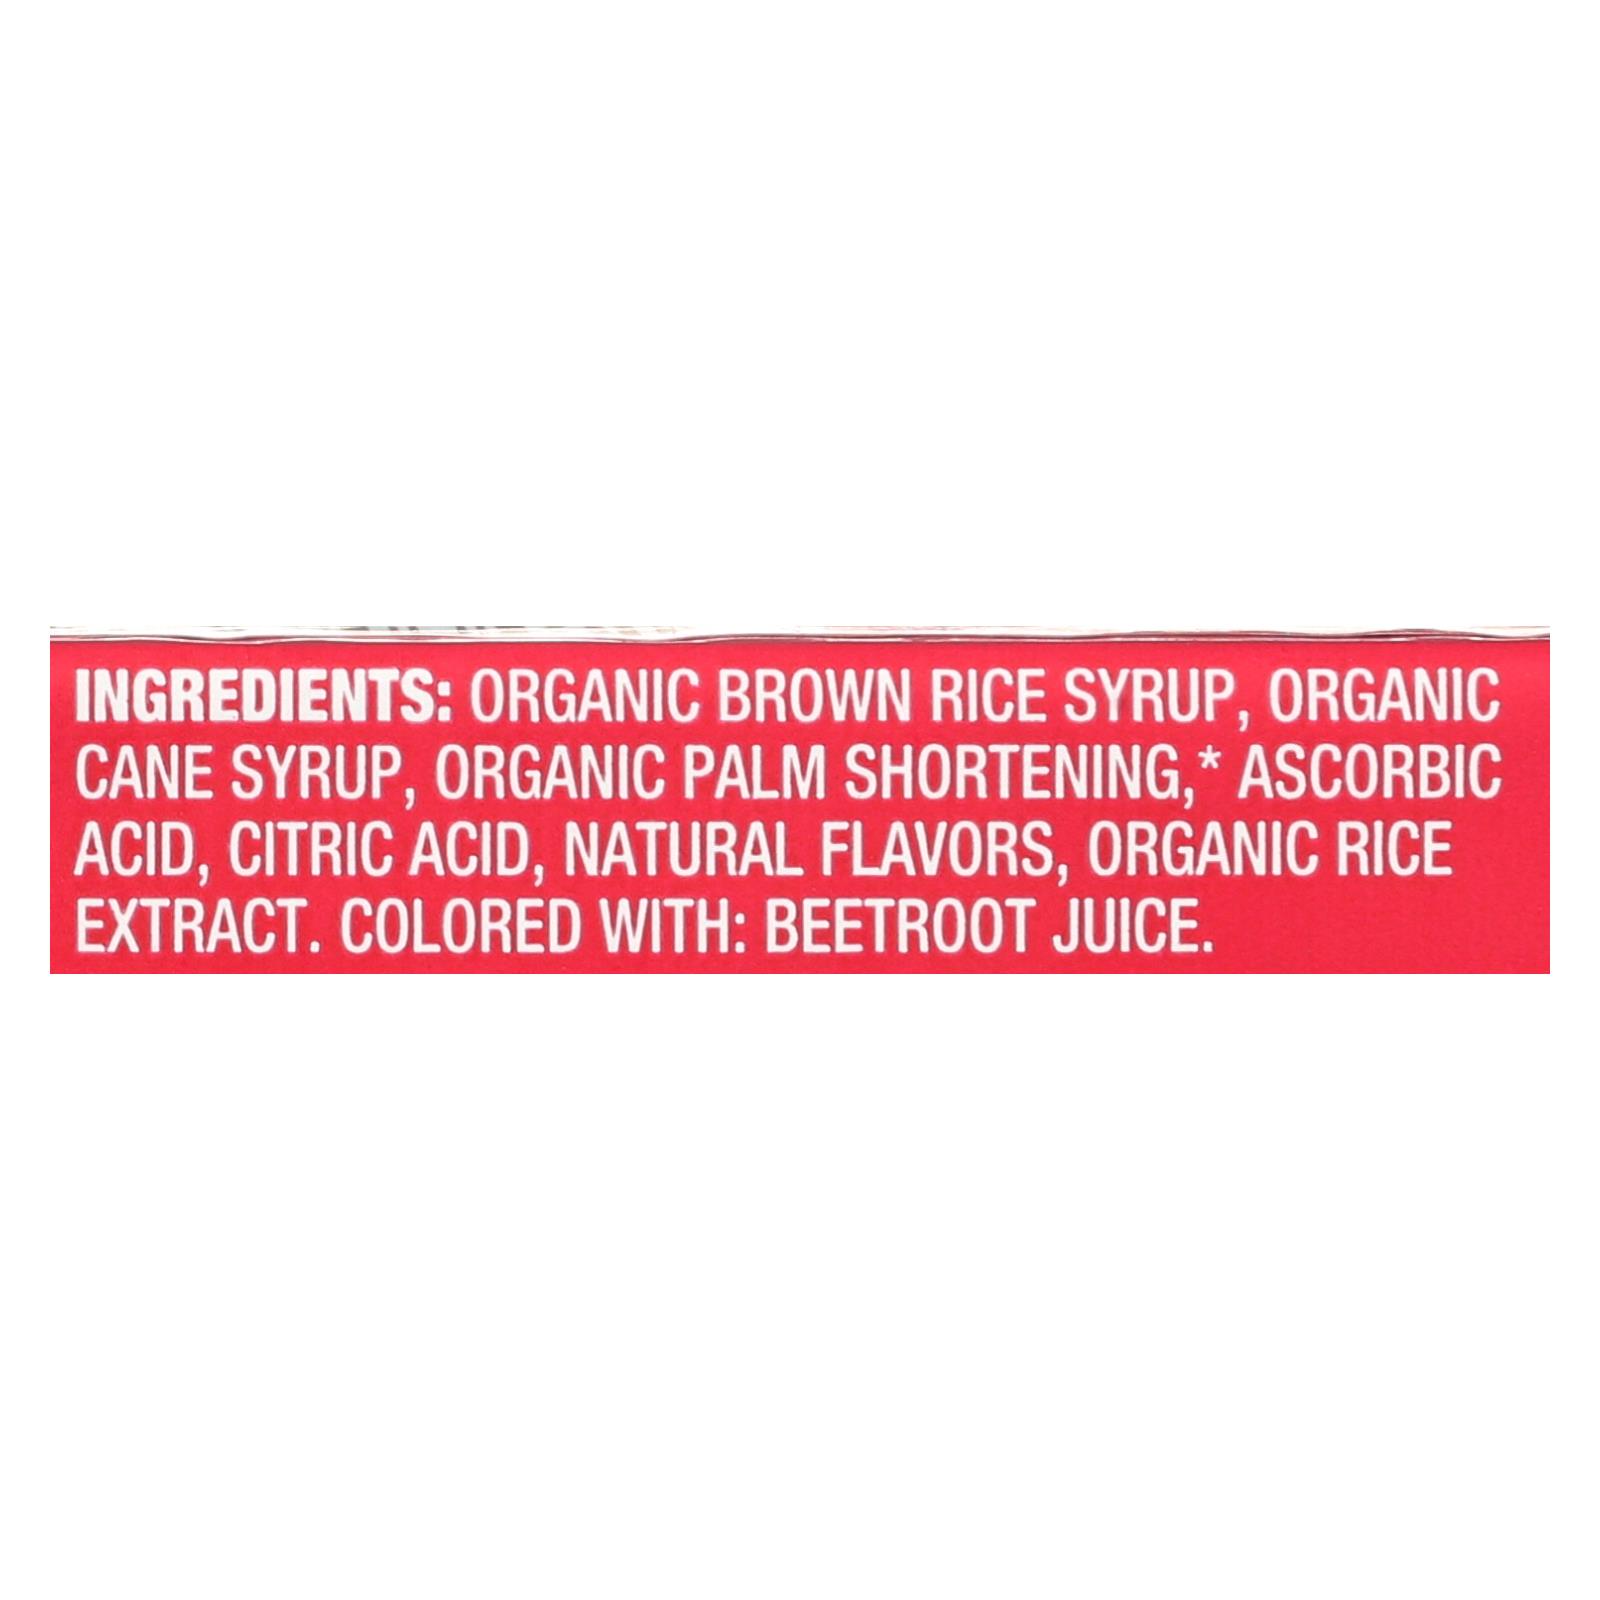 INGREDIENTS: ORGANIC BROWN RICE SYRUP, ORGANIC
CANE SYRUP, ORGANIC PALM SHORTENING,* ASCORBIC
ACID, CITRIC ACID, NATURAL FLAVORS, ORGANIC RICE
EXTRACT. COLORED WITH: BEETROOT JUICE.